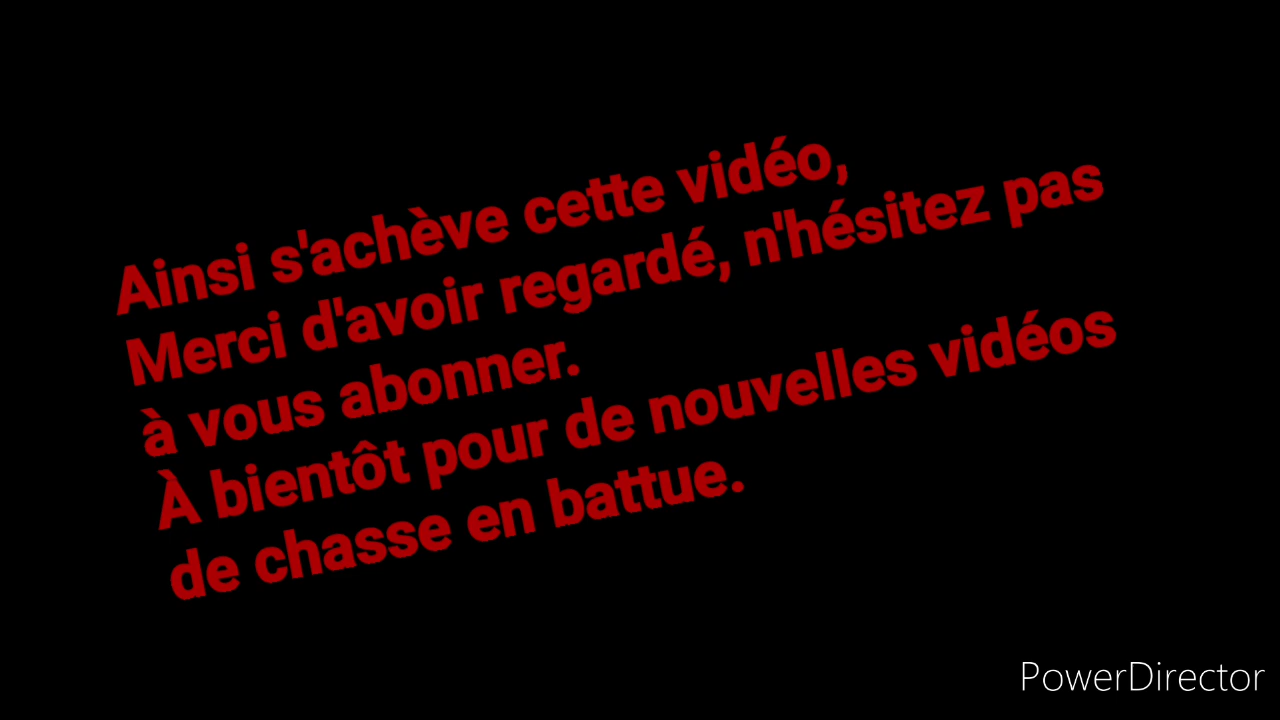 Ainsi s'achève cette vidéo,
Merci d'avoir regardé, n'hésitez pas
à vous abonner.
À bientôt pour de nouvelles vidéos
de chasse en battue.
PowerDirector